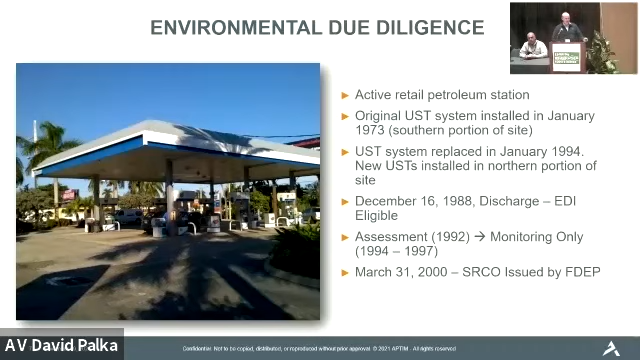 ENVIRONMENTAL DUE DILIGENCE
► Active retail petroleum station
► Original UST system installed in January
1973 (southern portion of site)
► UST system replaced in January 1994.
New USTs installed in northern portion of
site
► December 16, 1988, Discharge – EDI
Eligible
► Assessment (1992) → Monitoring Only
(1994 – 1997)
► March 31, 2000 – SRCO Issued by FDEP
AV David Palka
Confidential. Not to be copied, distributed, or reproduced without prior approval. © 2021 APTIM - All rights reserved